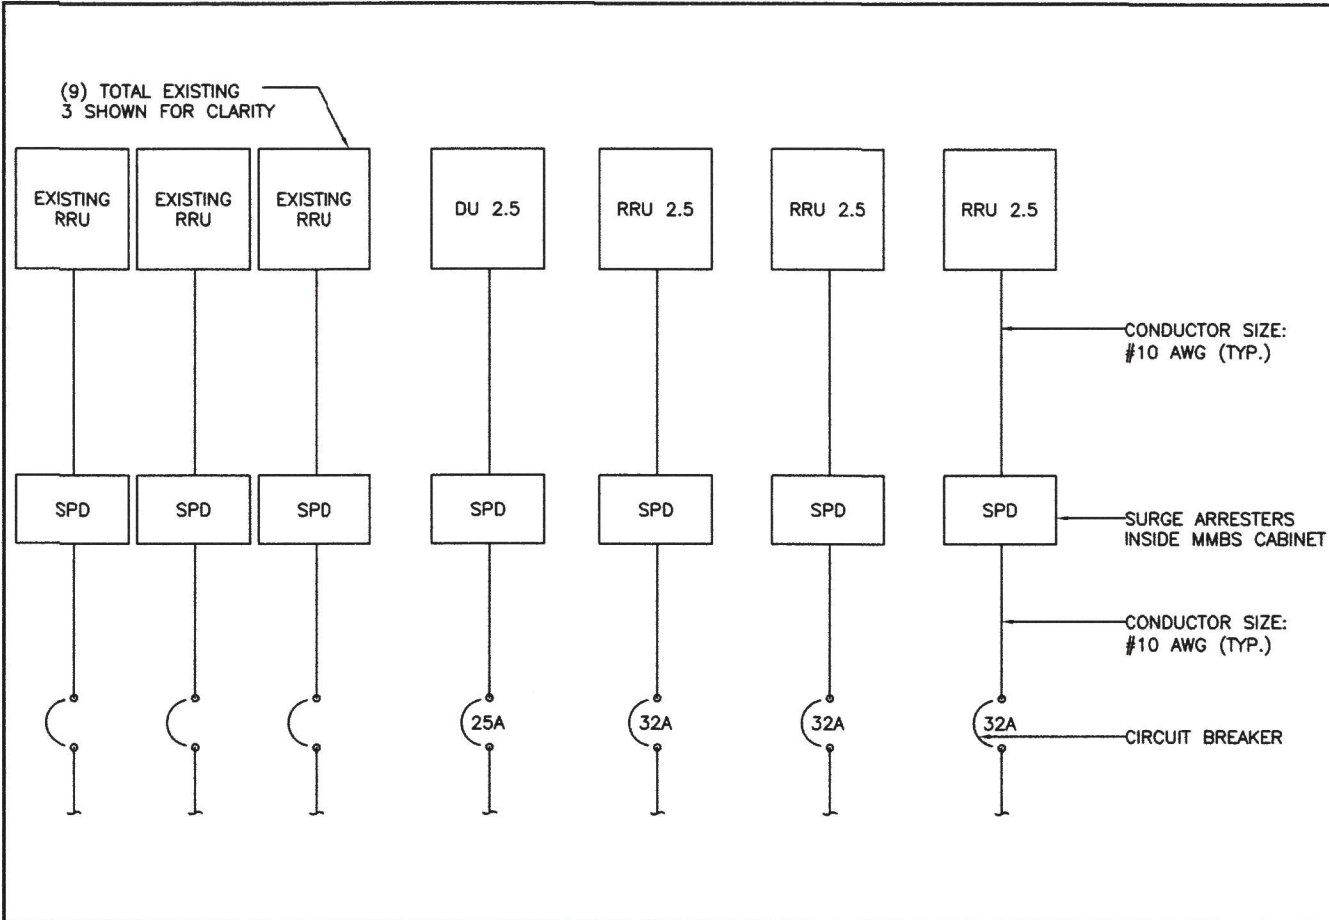 (9) TOTAL EXISTING
3 SHOWN FOR CLARITY
EXISTING
RRU
EXISTING
RRU
EXISTING
RRU
DU 2.5
RRU 2.5
RRU 2.5
RRU 2.5
CONDUCTOR SIZE:
#10 AWG (TYP.)
SPD
SPD
SPD
SPD
SPD
SPD
SPD
SURGE ARRESTERS
INSIDE MMBS CABINET
CONDUCTOR SIZE:
#10 AWG (TYP.)
25A
32A
32A
32A
CIRCUIT BREAKER